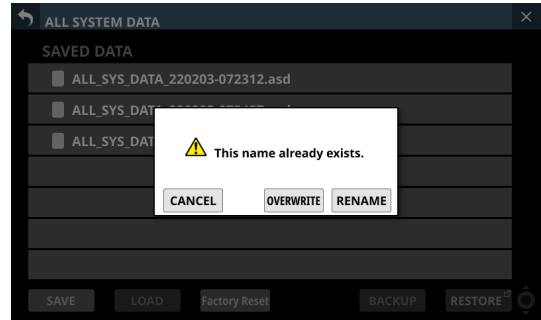 ALL SYSTEM DATA
SAVED DATA
ALL_SYS_DATA_220203-072312.asd
ALL_SYS_DAT
ALL_SYS_DAT
This name already exists.
CANCEL OVERWRITE RENAME
SAVE LOAD Factory Reset BACKUP RESTORE